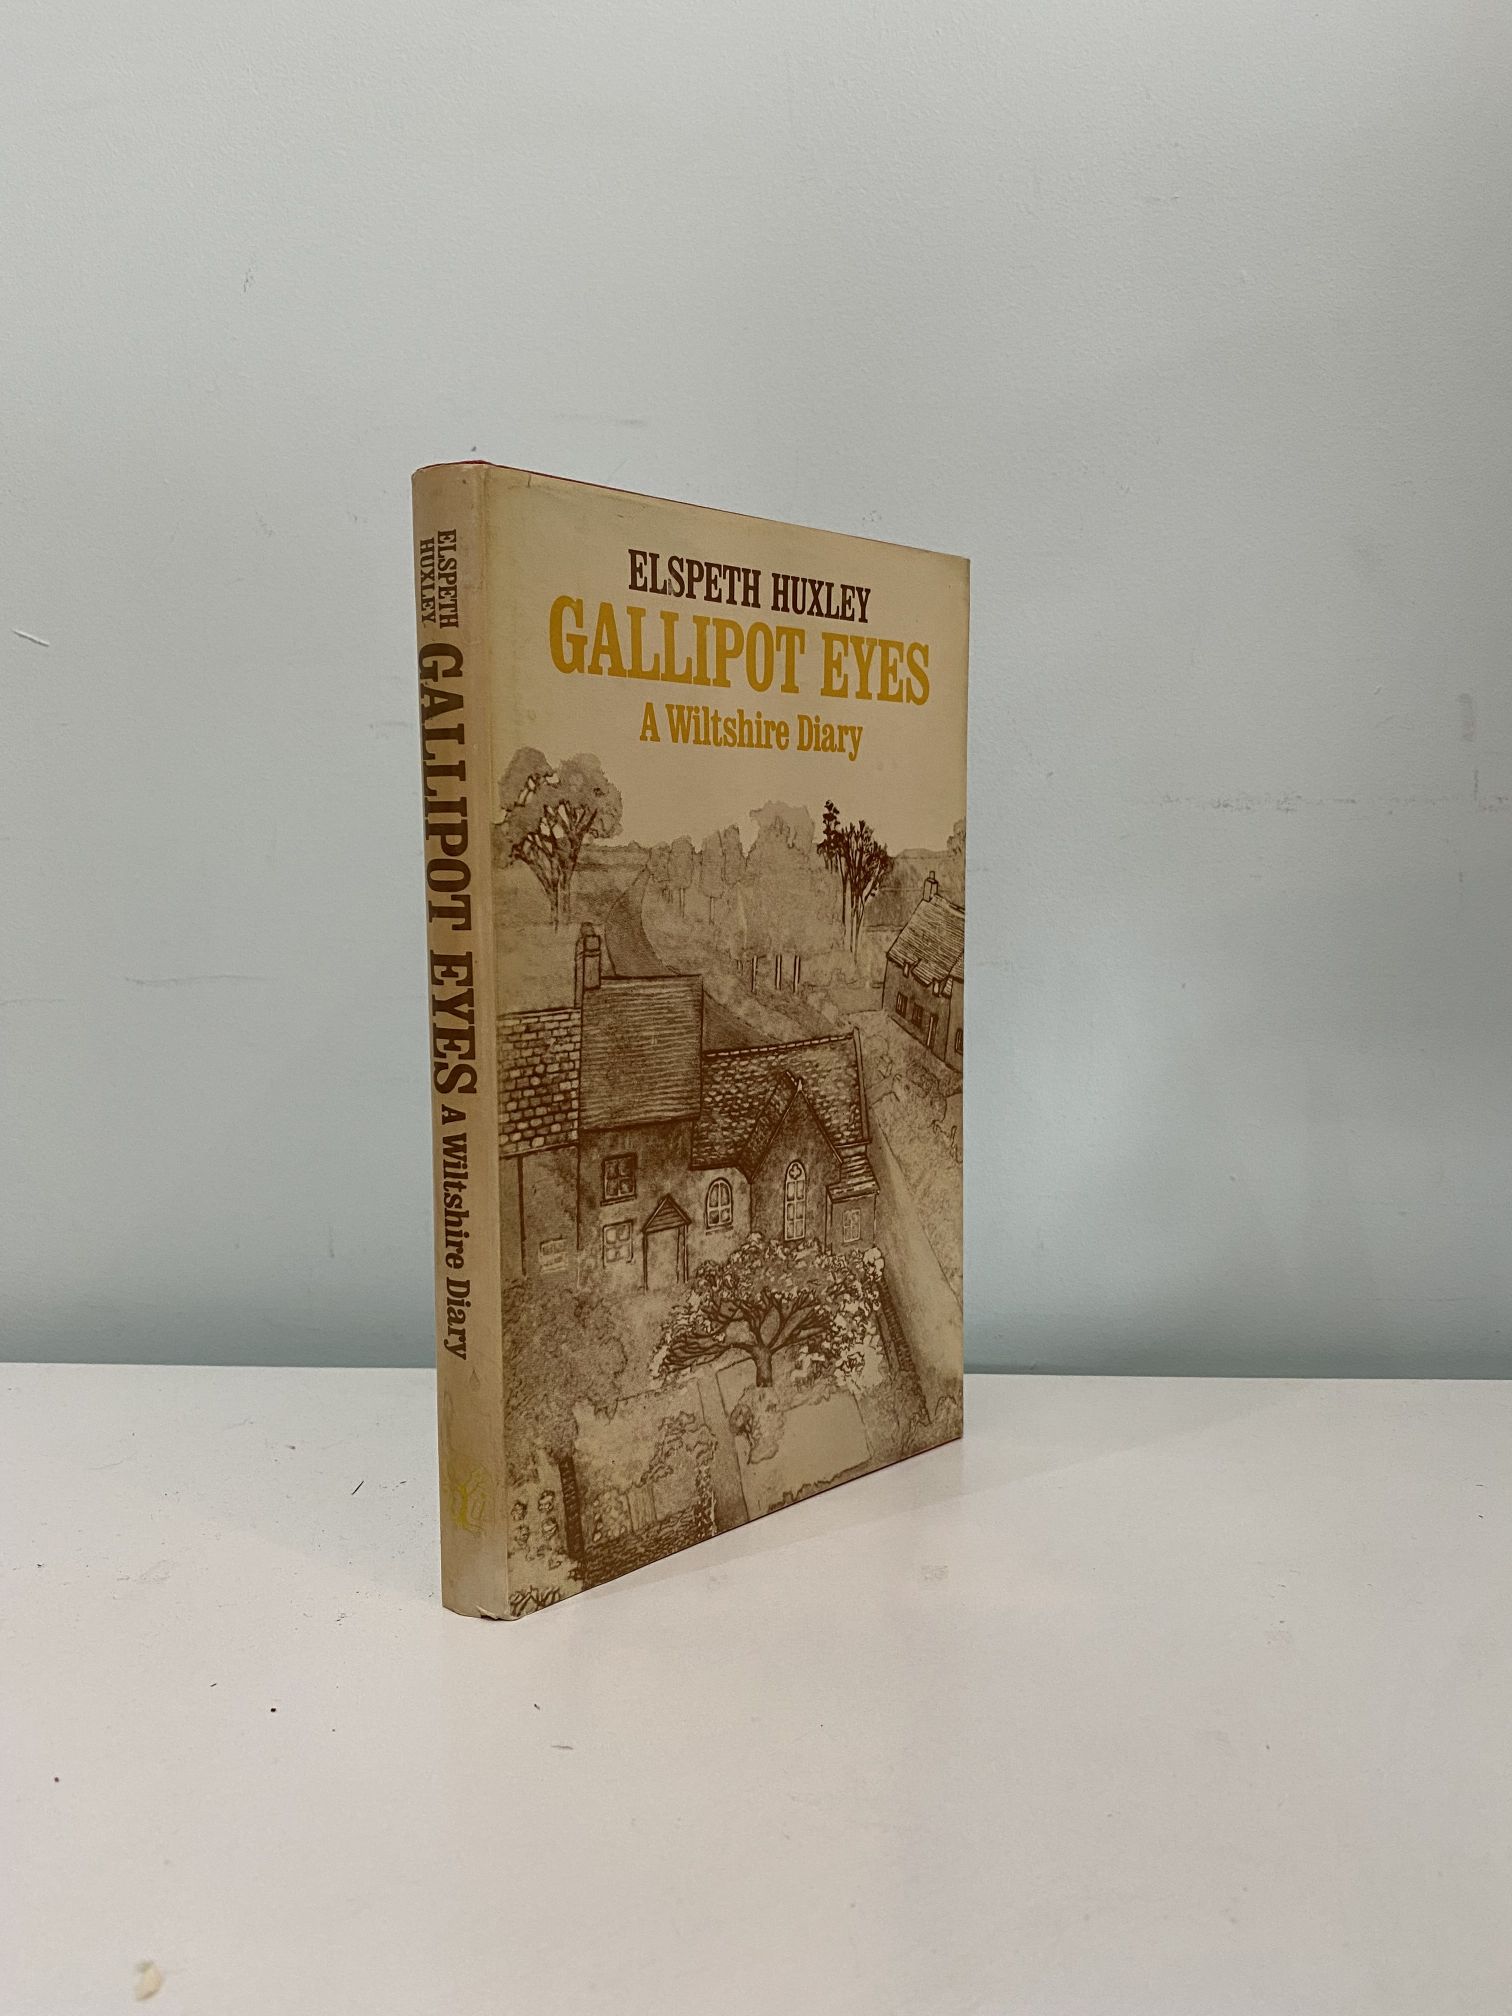 ELSPETH
HUXLEY
GALLIPOT EYES
A Wiltshire Diary
ELSPETH HUXLEY
GALLIPOT EYES
A Wiltshire Diary